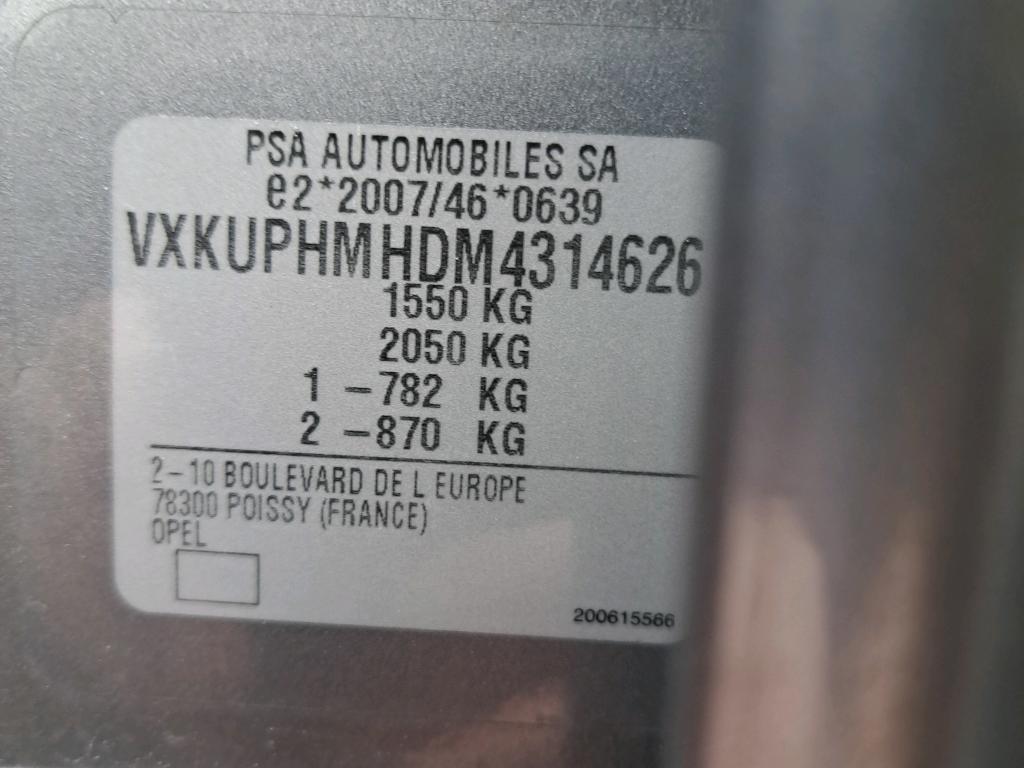 PSA AUTOMOBILES SA
e2*2007/46*0639
VXKUPHMHDM4314626
1550 KG
2050 KG
1 -782 KG
2 -870 KG
2-10 BOULEVARD DE L EUROPE
78300 POISSY (FRANCE)
OPEL
200615566